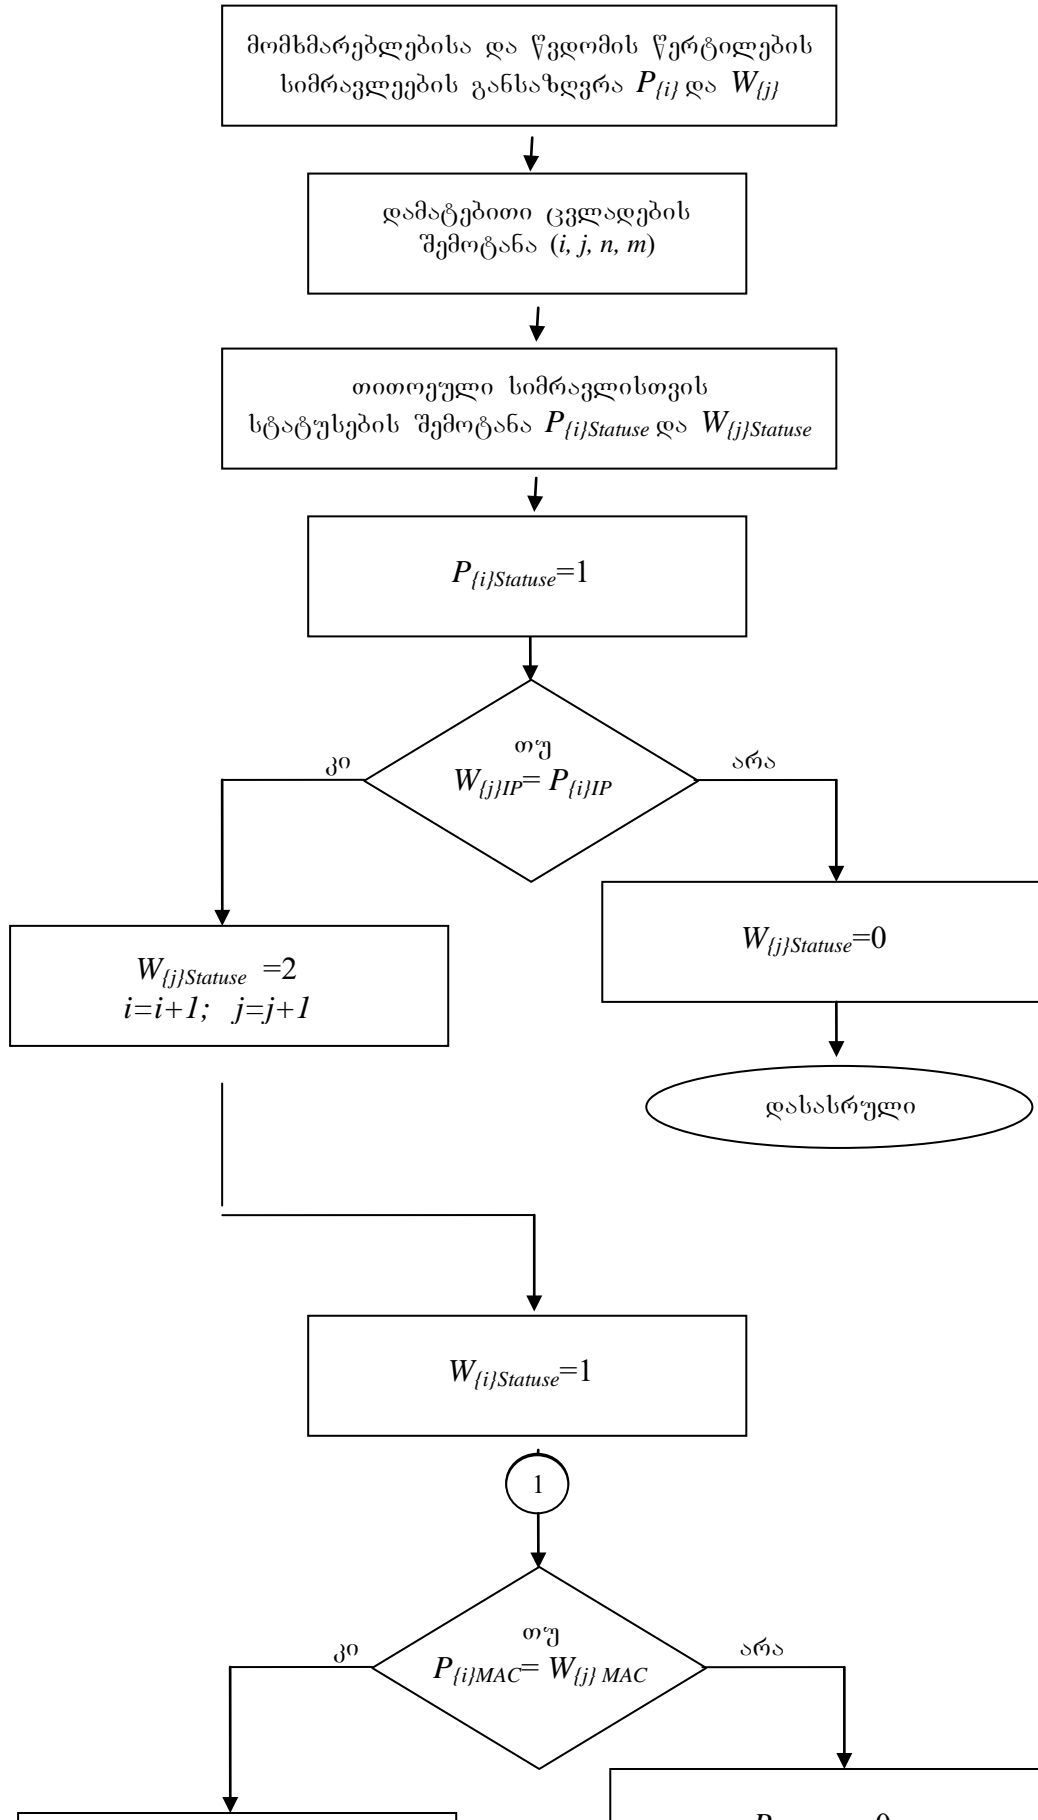 მომხმარებლებისა და წვდომის წერტილების
სიმრავლეების განსაზღვრა P{i} და W{j}
დამატებითი ცვლადების
შემოტანა (i, j, n, m)
თითოეული სიმრავლისთვის
სტატუსების შემოტანა P{i}Statuse და W{j}Statuse
P{i}Statuse=1
თუ
კი
არა
W{j}IP= P{i}IP
W{j}Statuse=0
W{j}Statuse =2
i=i+1; j=j+1
დასასრული
W{i}Statuse=1
1
თუ
კი
არა
P{i}MAC= W{j} MAC